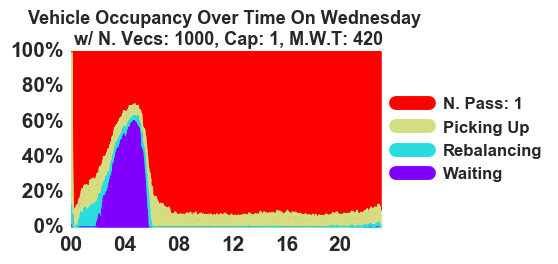 Vehicle Occupancy Over Time On Wednesday
w/ N. Vecs: 1000, Cap: 1, M.W.T: 420
100%
80%
60%
40%
20%
0%
00 04 08 12 16 20
N. Pass: 1
Picking Up
Rebalancing
Waiting